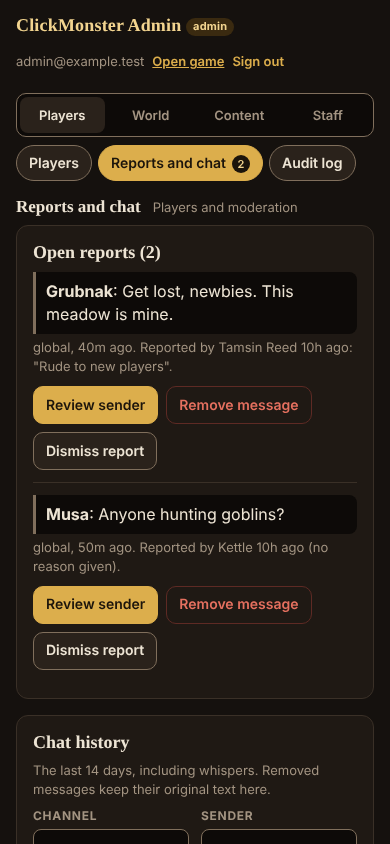 ClickMonster Admin admin
admin@example.test Open game Sign out
Players World Content Staff
Players Reports and chat 2 Audit log
Reports and chat Players and moderation
Open reports (2)
Grubnak: Get lost, newbies. This
meadow is mine.
global, 40m ago. Reported by Tamsin Reed 10h ago:
"Rude to new players".
Review sender Remove message
Dismiss report
Musa: Anyone hunting goblins?
global, 50m ago. Reported by Kettle 10h ago (no
reason given).
Review sender Remove message
Dismiss report
Chat history
The last 14 days, including whispers. Removed
messages keep their original text here.
CHANNEL SENDER